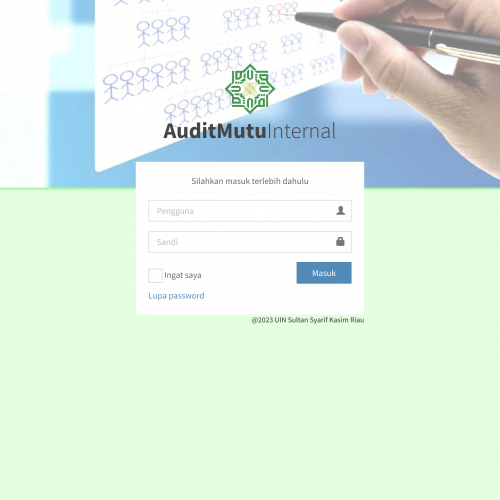 AuditMutuInternal
Silahkan masuk terlebih dahulu
Pengguna
Sandi
Ingat saya
Masuk
Lupa password
@2023 UIN Sultan Syarif Kasim Riau